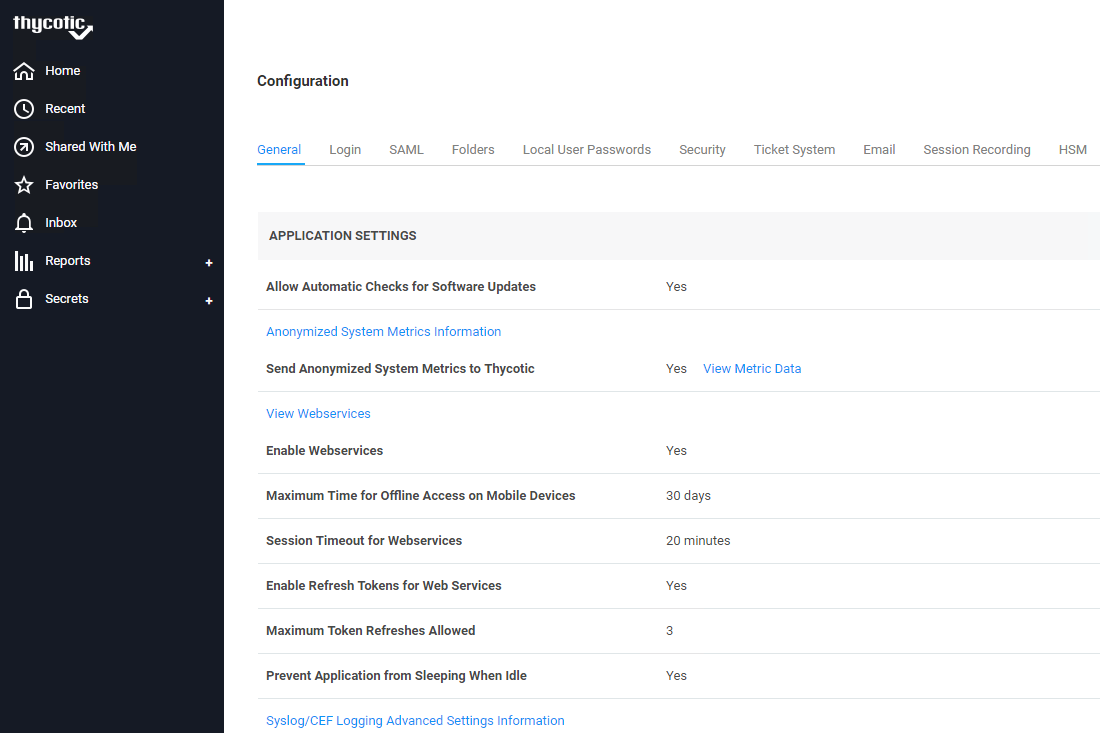 thycotic
Home
Recent
Shared With Me
Favorites
Inbox
Reports +
Secrets +
Configuration
General Login SAML Folders Local User Passwords Security Ticket System Email Session Recording HSM
APPLICATION SETTINGS
Allow Automatic Checks for Software Updates Yes
Anonymized System Metrics Information
Send Anonymized System Metrics to Thycotic Yes View Metric Data
View Webservices
Enable Webservices Yes
Maximum Time for Offline Access on Mobile Devices 30 days
Session Timeout for Webservices 20 minutes
Enable Refresh Tokens for Web Services Yes
Maximum Token Refreshes Allowed 3
Prevent Application from Sleeping When Idle Yes
Syslog/CEF Logging Advanced Settings Information